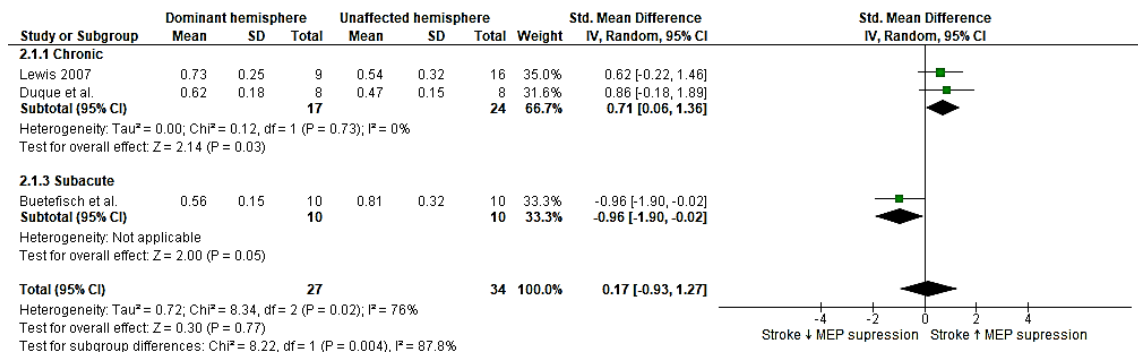 Dominant hemisphere Unaffected hemisphere Std. Mean Difference Std. Mean Difference
Study or Subgroup Mean SD Total Mean SD Total Weight IV, Random, 95% CI IV, Random, 95% CI
2.1.1 Chronic
Lewis 2007 0.73 0.25 9 0.54 0.32 16 35.0% 0.62 [-0.22, 1.46]
Duque et al. 0.62 0.18 8 0.47 0.15 8 31.6% 0.86 [-0.18, 1.89]
Subtotal (95% CI) 17 24 66.7% 0.71 [0.06, 1.36]
Heterogeneity: Tau² = 0.00; Chi² = 0.12, df = 1 (P = 0.73); I² = 0%
Test for overall effect: Z = 2.14 (P = 0.03)
2.1.3 Subacute
Buetefisch et al. 0.56 0.15 10 0.81 0.32 10 33.3% -0.96 [-1.90, -0.02]
Subtotal (95% CI) 10 10 33.3% -0.96 [-1.90, -0.02]
Heterogeneity: Not applicable
Test for overall effect: Z = 2.00 (P = 0.05)
Total (95% CI) 27 34 100.0% 0.17 [-0.93, 1.27]
Heterogeneity: Tau² = 0.72; Chi² = 8.34, df = 2 (P = 0.02); I² = 76%
Test for overall effect: Z = 0.30 (P = 0.77)
Test for subgroup differences: Chi² = 8.22, df = 1 (P = 0.004), I² = 87.8%
-4 -2 0 2 4
Stroke ↓ MEP supression Stroke ↑ MEP supression